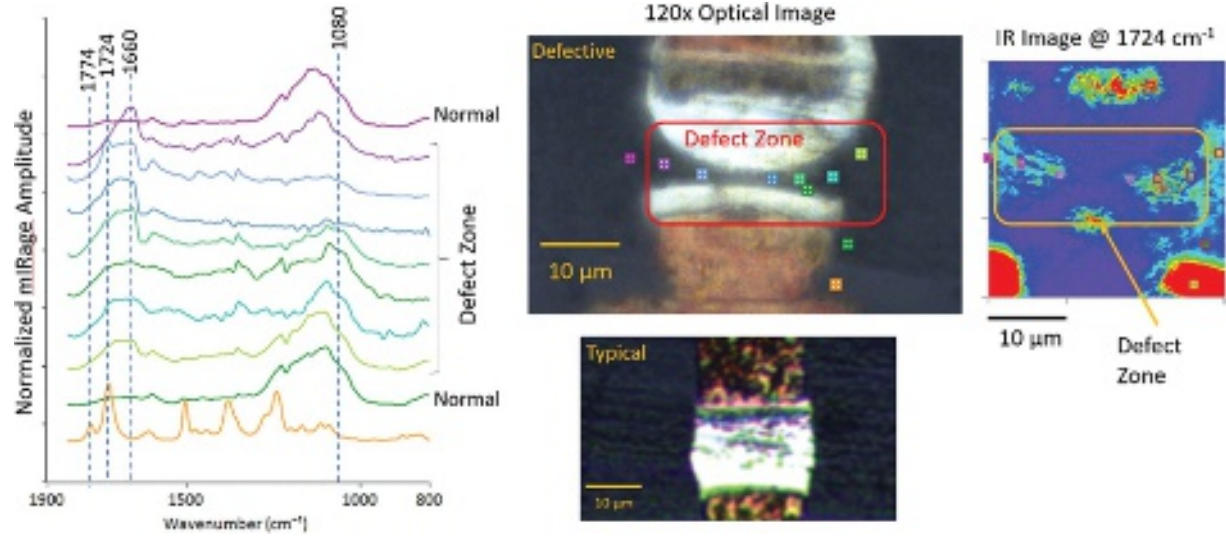 120x Optical Image
IR Image @ 1724 cm⁻¹
1774
1724
1660
1080
Normalized mIRage Amplitude
Normal
Defect Zone
Normal
1900
1500
1080
800
Wavenumber (cm⁻¹)
Defective
Defect Zone
10 µm
Typical
10 µm
10 µm
Defect
Zone